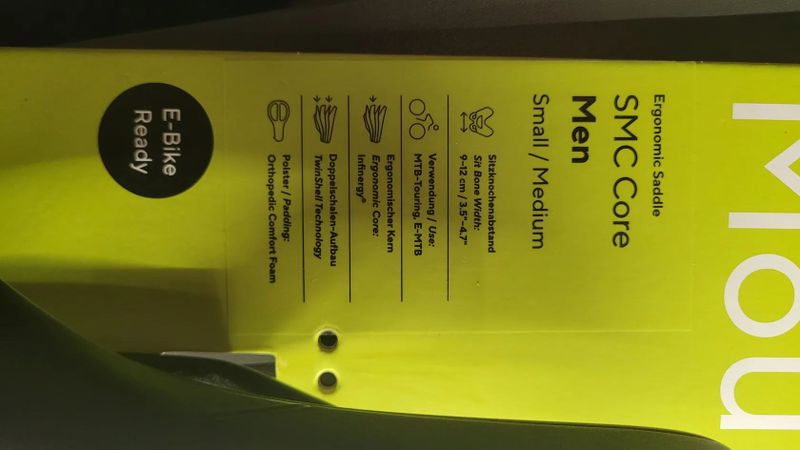 Mou
Ergonomic Saddle
SMC Core
Men
Small / Medium
Sitzknochenabstand
Sit Bone Width:
9-12 cm / 3.5"-4.7"
Verwendung / Use:
MTB-Touring, E-MTB
Ergonomischer Kern
Ergonomic Core:
Infinergy®
Doppelschalen-Aufbau
TwinShell Technology
Polster / Padding:
Orthopedic Comfort Foam
E-Bike
Ready